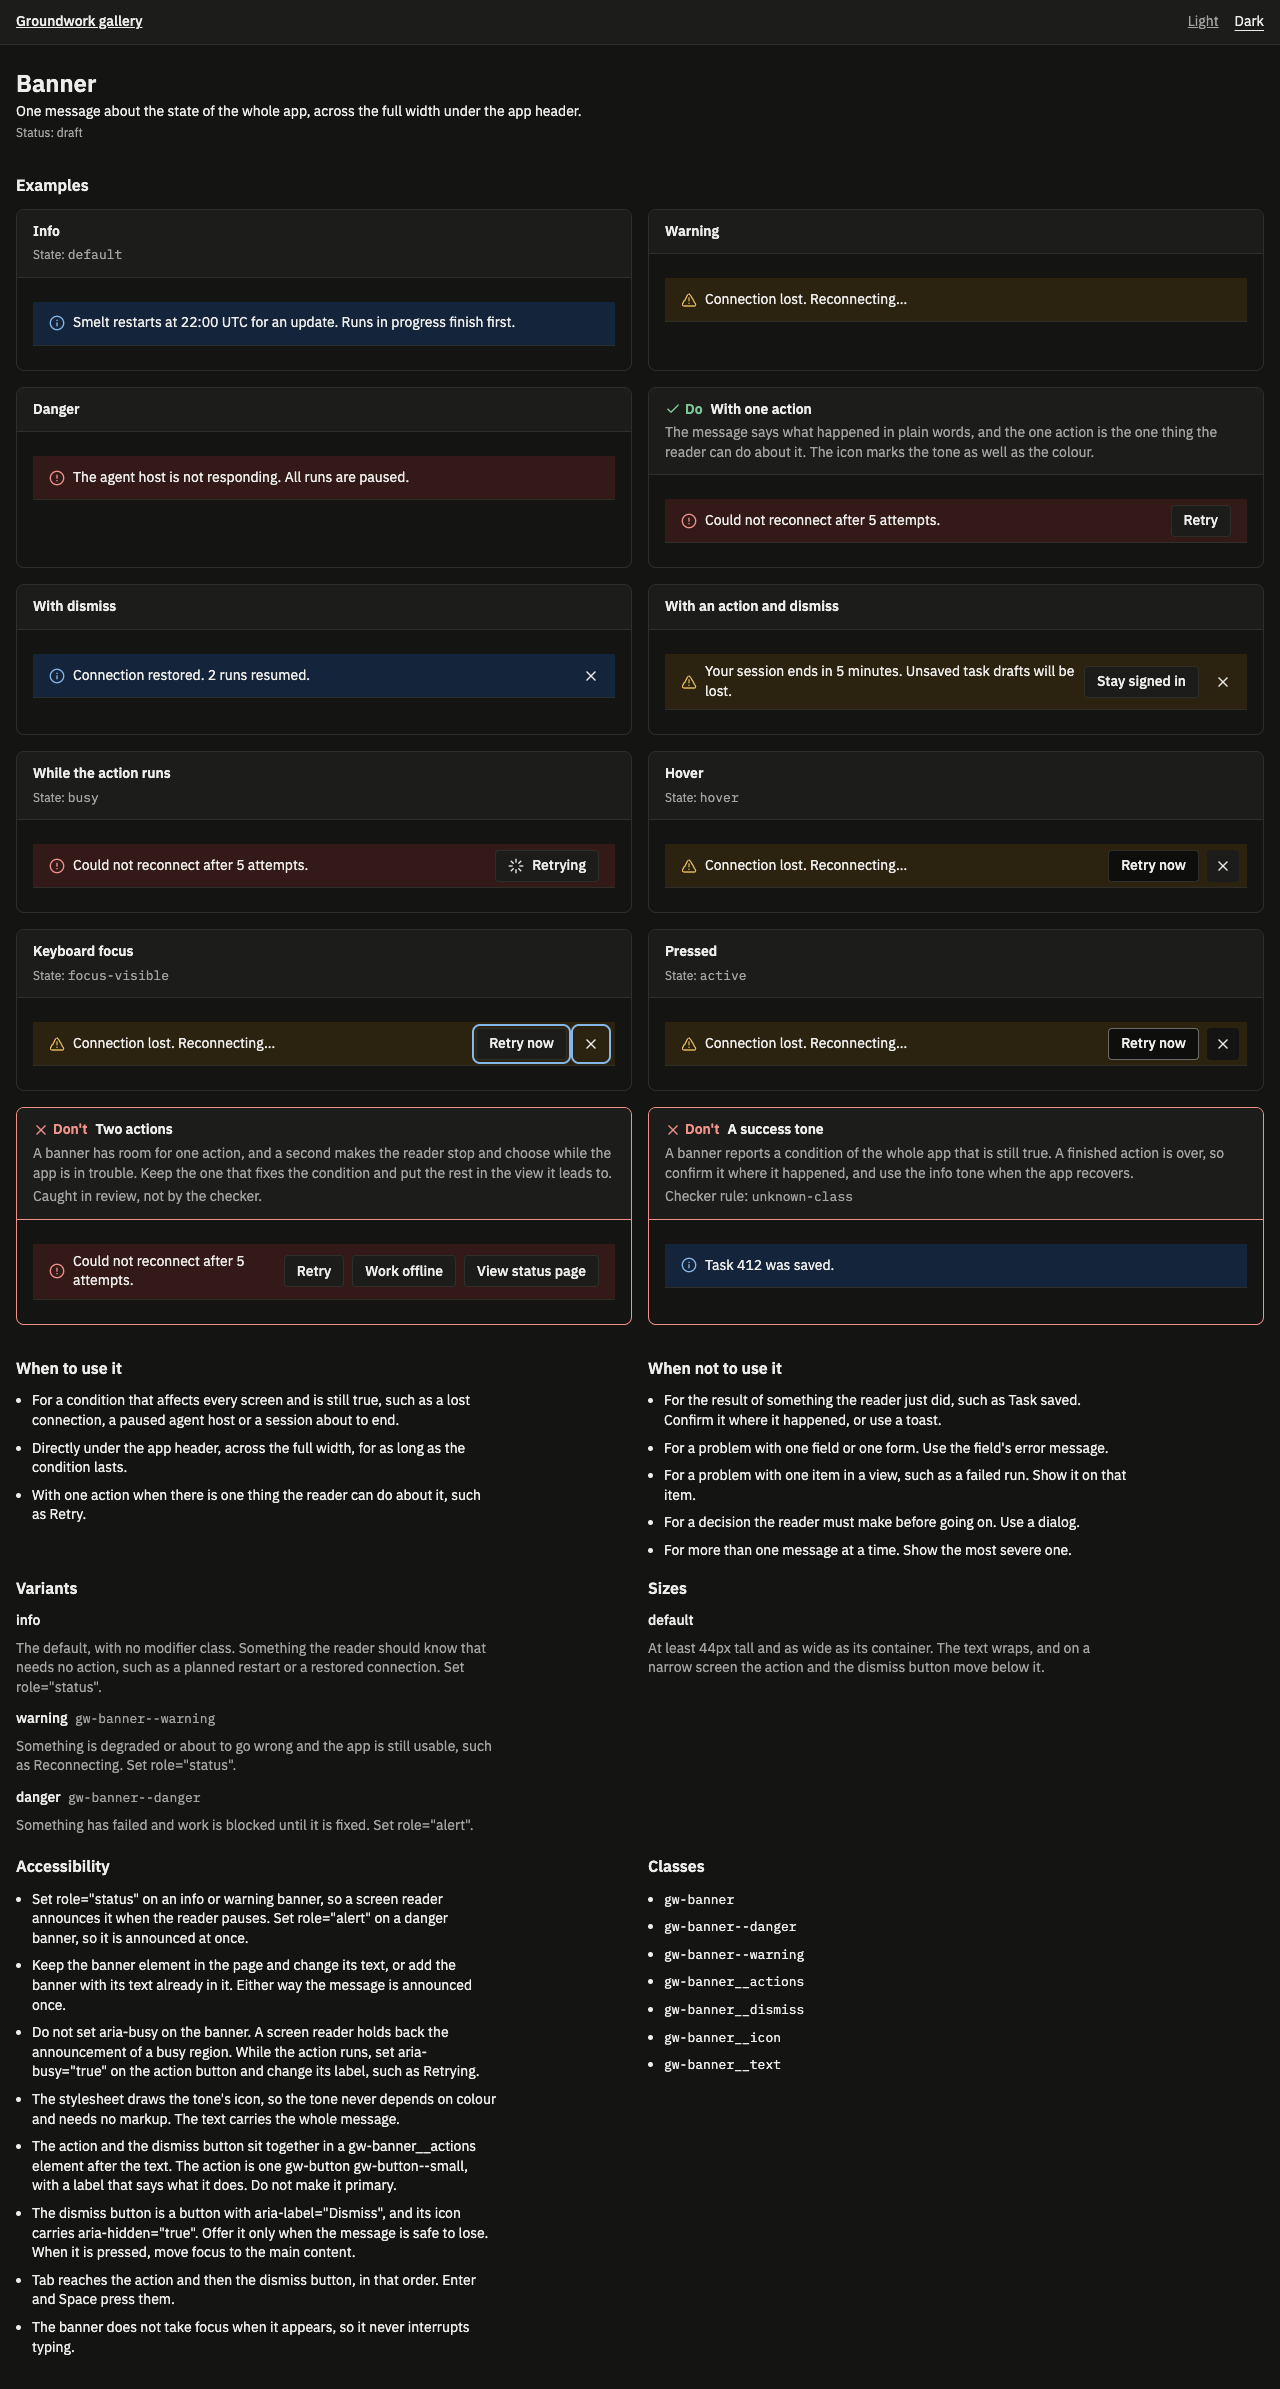 Groundwork gallery
Light
Dark
Banner
One message about the state of the whole app, across the full width under the app header.
Status: draft
Examples
Info
State: default
Smelt restarts at 22:00 UTC for an update. Runs in progress finish first.
Warning
Connection lost. Reconnecting...
Danger
The agent host is not responding. All runs are paused.
Do With one action
The message says what happened in plain words, and the one action is the one thing the
reader can do about it. The icon marks the tone as well as the colour.
Could not reconnect after 5 attempts.
Retry
With dismiss
Connection restored. 2 runs resumed.
With an action and dismiss
Your session ends in 5 minutes. Unsaved task drafts will be
lost.
Stay signed in
While the action runs
State: busy
Could not reconnect after 5 attempts.
Retrying
Hover
State: hover
Connection lost. Reconnecting...
Retry now
Keyboard focus
State: focus-visible
Connection lost. Reconnecting...
Retry now
Pressed
State: active
Connection lost. Reconnecting...
Retry now
Don't Two actions
A banner has room for one action, and a second makes the reader stop and choose while the
app is in trouble. Keep the one that fixes the condition and put the rest in the view it leads to.
Caught in review, not by the checker.
Could not reconnect after 5
attempts.
Retry
Work offline
View status page
Don't A success tone
A banner reports a condition of the whole app that is still true. A finished action is over, so
confirm it where it happened, and use the info tone when the app recovers.
Checker rule: unknown-class
Task 412 was saved.
When to use it
For a condition that affects every screen and is still true, such as a lost
connection, a paused agent host or a session about to end.
Directly under the app header, across the full width, for as long as the
condition lasts.
With one action when there is one thing the reader can do about it, such
as Retry.
When not to use it
For the result of something the reader just did, such as Task saved.
Confirm it where it happened, or use a toast.
For a problem with one field or one form. Use the field's error message.
For a problem with one item in a view, such as a failed run. Show it on that
item.
For a decision the reader must make before going on. Use a dialog.
For more than one message at a time. Show the most severe one.
Variants
info
The default, with no modifier class. Something the reader should know that
needs no action, such as a planned restart or a restored connection. Set
role="status".
warning gw-banner--warning
Something is degraded or about to go wrong and the app is still usable, such
as Reconnecting. Set role="status".
danger gw-banner--danger
Something has failed and work is blocked until it is fixed. Set role="alert".
Sizes
default
At least 44px tall and as wide as its container. The text wraps, and on a
narrow screen the action and the dismiss button move below it.
Accessibility
Set role="status" on an info or warning banner, so a screen reader
announces it when the reader pauses. Set role="alert" on a danger
banner, so it is announced at once.
Keep the banner element in the page and change its text, or add the
banner with its text already in it. Either way the message is announced
once.
Do not set aria-busy on the banner. A screen reader holds back the
announcement of a busy region. While the action runs, set aria-
busy="true" on the action button and change its label, such as Retrying.
The stylesheet draws the tone's icon, so the tone never depends on colour
and needs no markup. The text carries the whole message.
The action and the dismiss button sit together in a gw-banner__actions
element after the text. The action is one gw-button gw-button--small,
with a label that says what it does. Do not make it primary.
The dismiss button is a button with aria-label="Dismiss", and its icon
carries aria-hidden="true". Offer it only when the message is safe to lose.
When it is pressed, move focus to the main content.
Tab reaches the action and then the dismiss button, in that order. Enter
and Space press them.
The banner does not take focus when it appears, so it never interrupts
typing.
Classes
gw-banner
gw-banner--danger
gw-banner--warning
gw-banner__actions
gw-banner__dismiss
gw-banner__icon
gw-banner__text